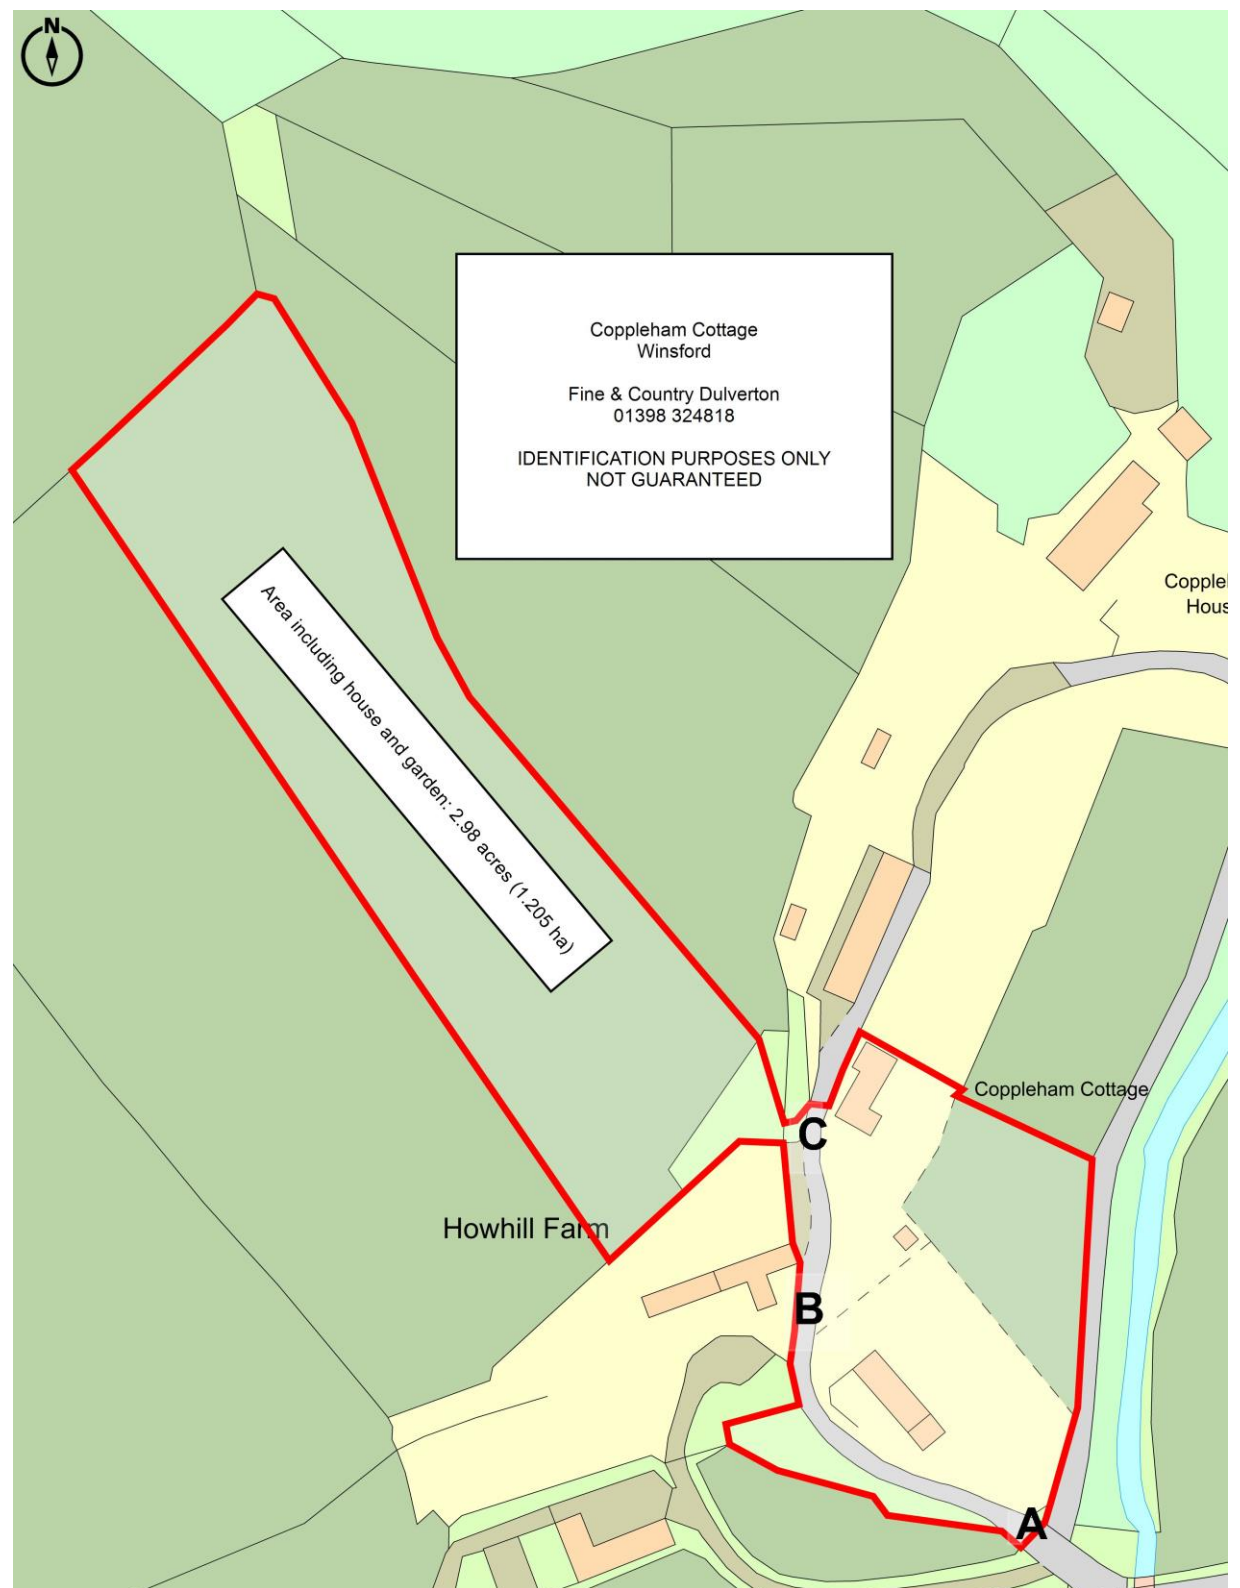 N
Coppleham Cottage
Winsford
Fine & Country Dulverton
01398 324818
IDENTIFICATION PURPOSES ONLY
NOT GUARANTEED
Copplel
Hous
Area including house and garden: 2.98 acres (1.205 ha)
Coppleham Cottage
C
Howhill Farm
B
A